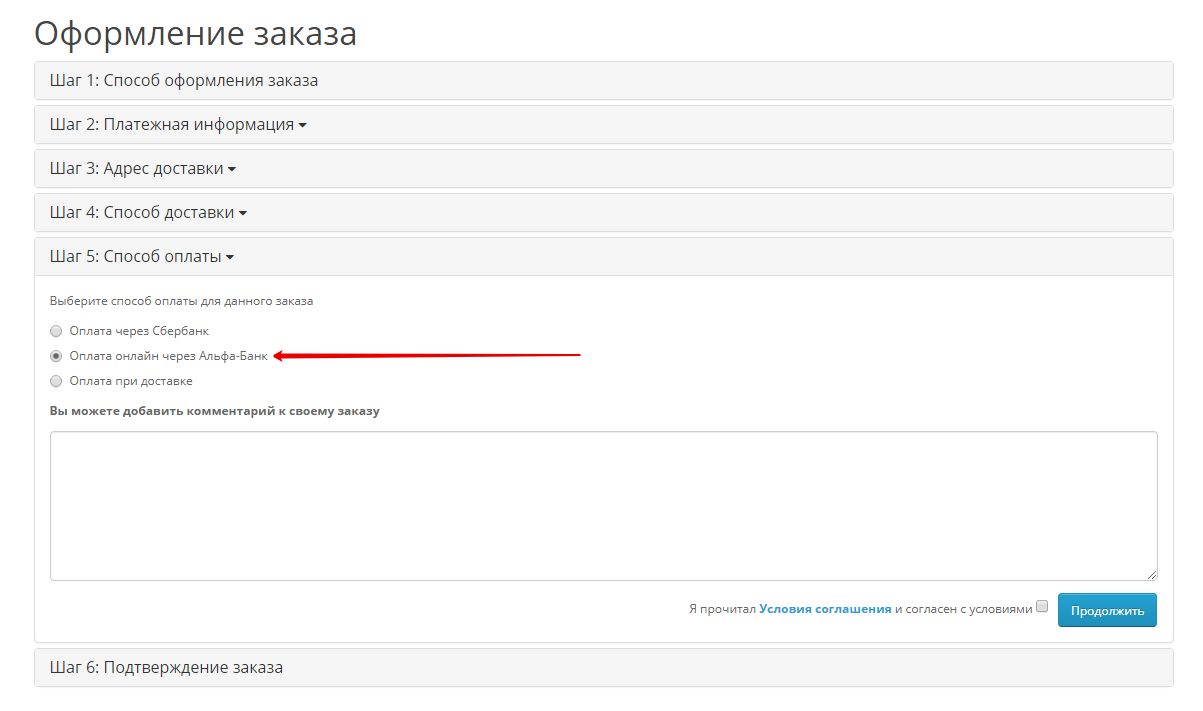 Оформление заказа
Шаг 1: Способ оформления заказа
Шаг 2: Платежная информация
Шаг 3: Адрес доставки
Шаг 4: Способ доставки
Шаг 5: Способ оплаты
Выберите способ оплаты для данного заказа
Оплата через Сбербанк
Оплата онлайн через Альфа-Банк
Оплата при доставке
Вы можете добавить комментарий к своему заказу
Я прочитал Условия соглашения и согласен с условиями
Продолжить
Шаг 6: Подтверждение заказа